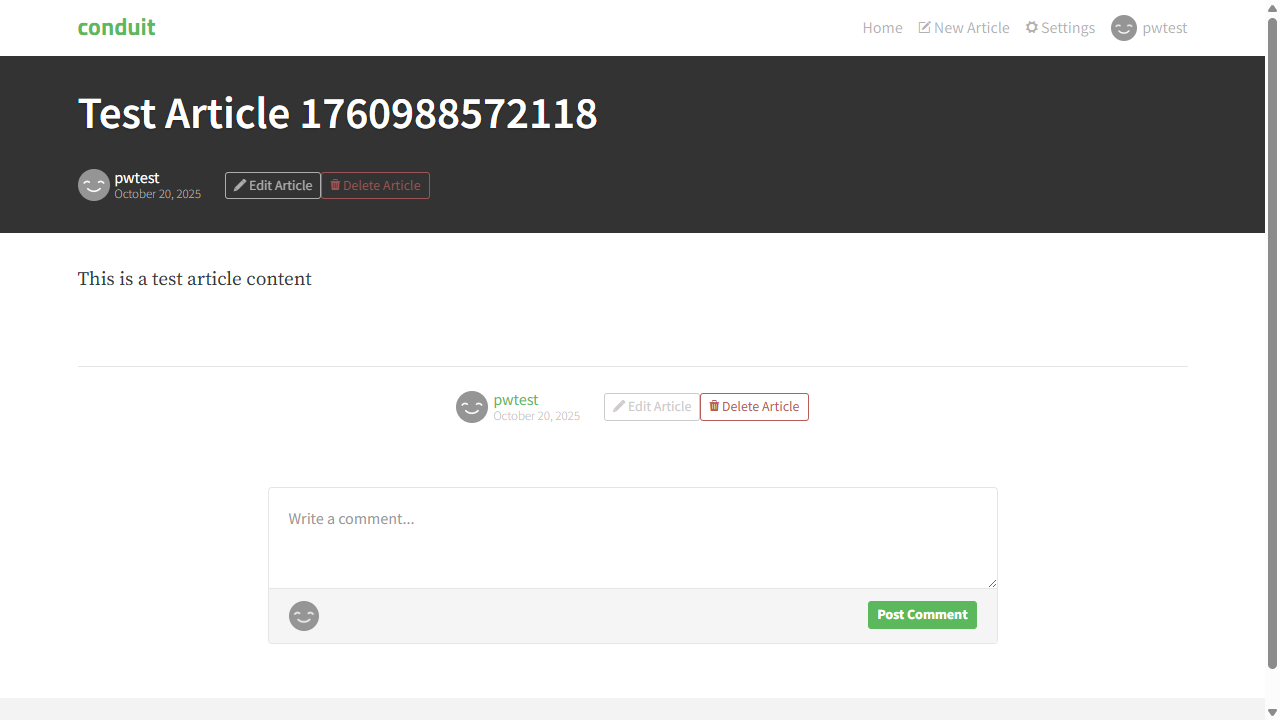 conduit
Home New Article Settings pwtest
Test Article 1760988572118
pwtest
October 20, 2025
Edit Article Delete Article
This is a test article content
pwtest
October 20, 2025
Edit Article Delete Article
Write a comment...
Post Comment